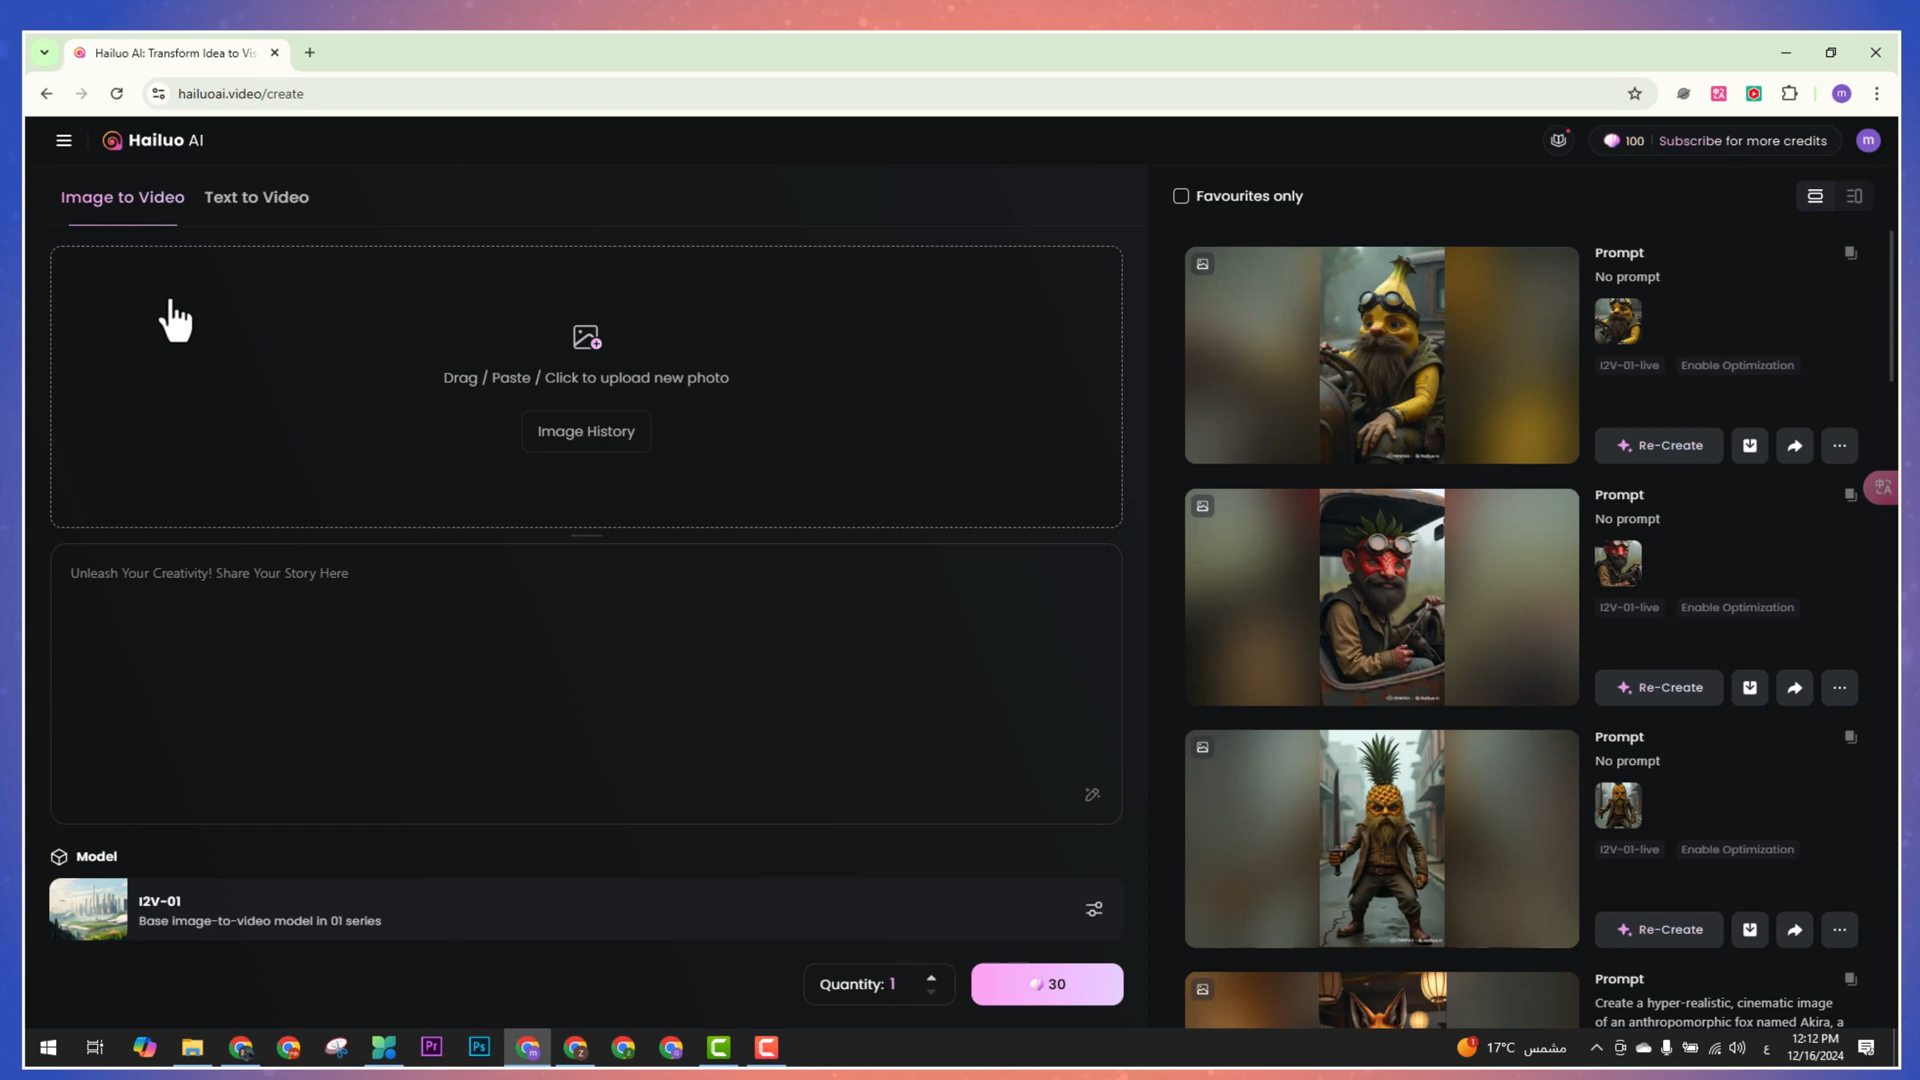 Hailuo AI: Transform Idea to Vis
hailuoai.video/create
m
Hailuo AI
100
Subscribe for more credits
m
Image to Video
Text to Video
Favourites only
Drag / Paste / Click to upload new photo
Image History
Unleash Your Creativity! Share Your Story Here
Model
I2V-01
Base image-to-video model in 01 series
Quantity: 1
30
Prompt
No prompt
I2V-01-live
Enable Optimization
Re-Create
Prompt
No prompt
I2V-01-live
Enable Optimization
Re-Create
Prompt
No prompt
I2V-01-live
Enable Optimization
Re-Create
Prompt
Create a hyper-realistic, cinematic image
of an anthropomorphic fox named Akira, a
Pr
Ps
17°C مشمس
ع
12:12 PM
12/16/2024